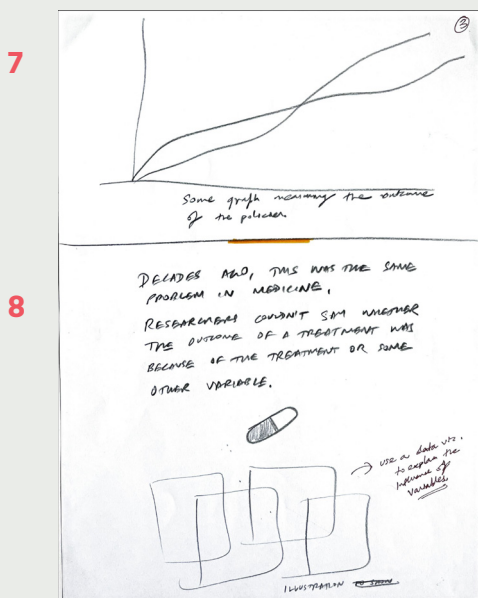 3
7
Some graph measuring the outcome
of the policies.
8
DECADES AGO, THIS WAS THE SAME
PROBLEM IN MEDICINE.
RESEARCHERS COULDN'T SAY WHETHER
THE OUTCOME OF A TREATMENT WAS
BECAUSE OF THE TREATMENT OR SOME
OTHER VARIABLE.
use a data viz.
to explain the
influence of
variables
ILLUSTRATION TO SHOW